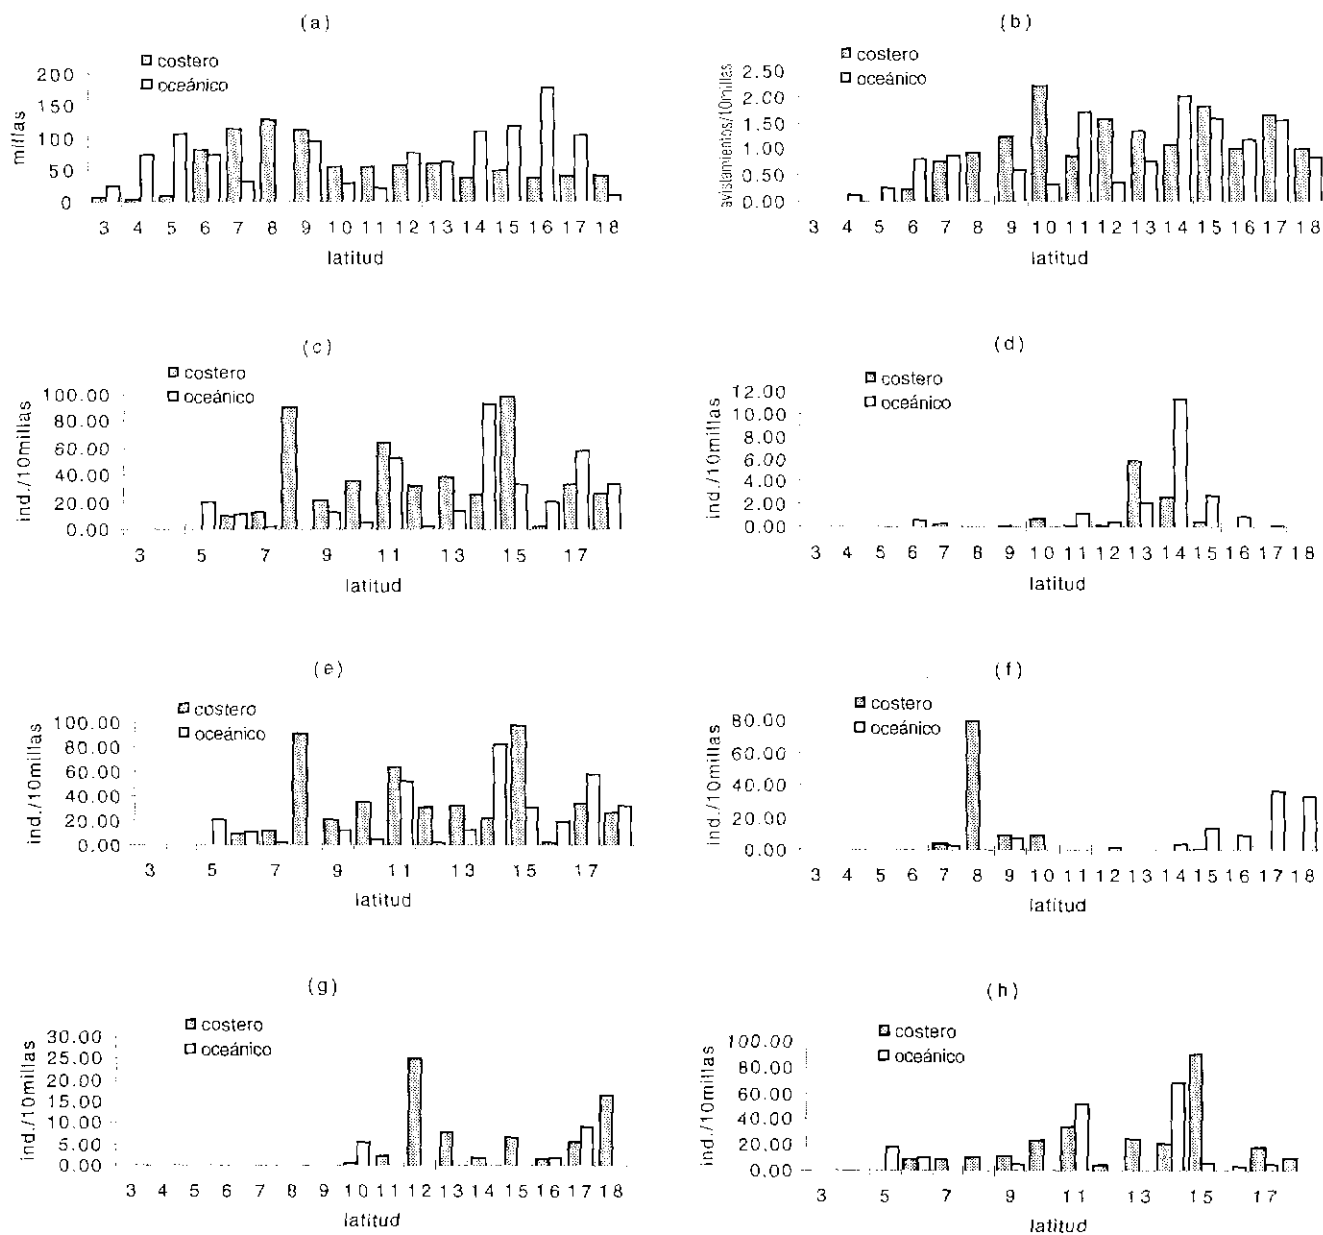 (a)
costero
oceánico
millas
200
150
100
50
0
3 4 5 6 7 8 9 10 11 12 13 14 15 16 17 18
latitud
(b)
costero
oceánico
avistamientos/10millas
2.50
2.00
1.50
1.00
0.50
0.00
3 4 5 6 7 8 9 10 11 12 13 14 15 16 17 18
latitud
(c)
costero
oceánico
ind./10millas
100.00
80.00
60.00
40.00
20.00
0.00
3 5 7 9 11 13 15 17
latitud
(d)
costero
oceánico
ind./10millas
12.00
10.00
8.00
6.00
4.00
2.00
0.00
3 4 5 6 7 8 9 10 11 12 13 14 15 16 17 18
latitud
(e)
costero
oceánico
ind./10millas
100.00
80.00
60.00
40.00
20.00
0.00
3 5 7 9 11 13 15 17
latitud
(f)
costero
oceánico
ind./10millas
80.00
60.00
40.00
20.00
0.00
3 4 5 6 7 8 9 10 11 12 13 14 15 16 17 18
latitud
(g)
costero
oceánico
ind./10millas
30.00
25.00
20.00
15.00
10.00
5.00
0.00
3 4 5 6 7 8 9 10 11 12 13 14 15 16 17 18
latitud
(h)
costero
oceánico
ind./10millas
100.00
80.00
60.00
40.00
20.00
0.00
3 5 7 9 11 13 15 17
latitud